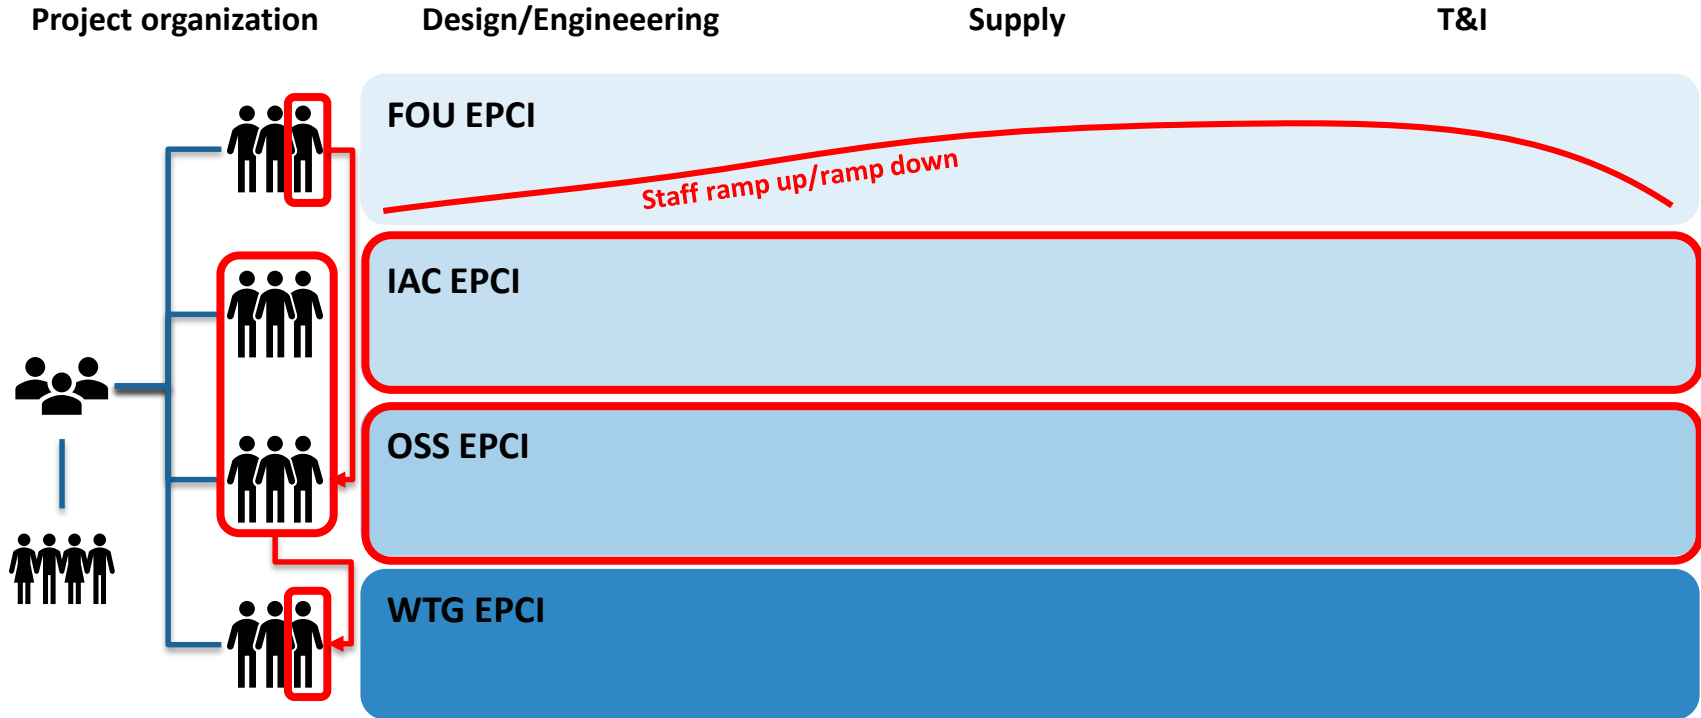 Project organization
Design/Engineeering
Supply
T&I
FOU EPCI
Staff ramp up/ramp down
IAC EPCI
OSS EPCI
WTG EPCI